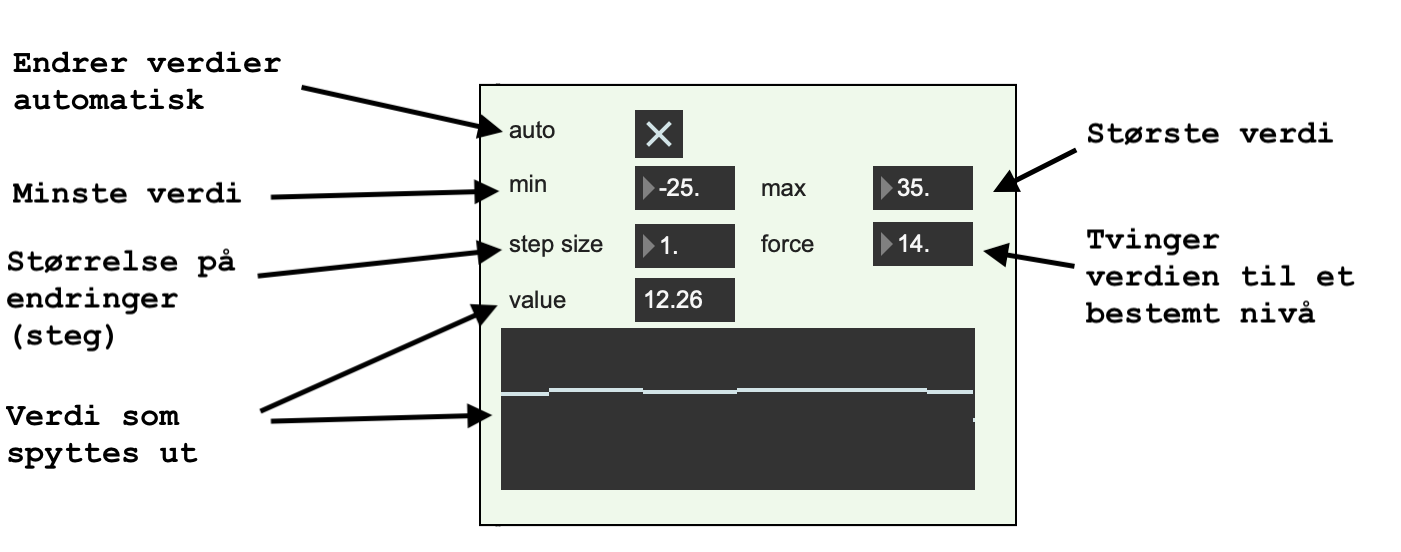 Endrer verdier
automatisk
Minste verdi
Størrelse på
endringer
(steg)
Verdi som
spyttes ut
auto
min
-25.
max
35.
step size
1.
force
14.
value
12.26
Største verdi
Tvinger
verdien til et
bestemt nivå